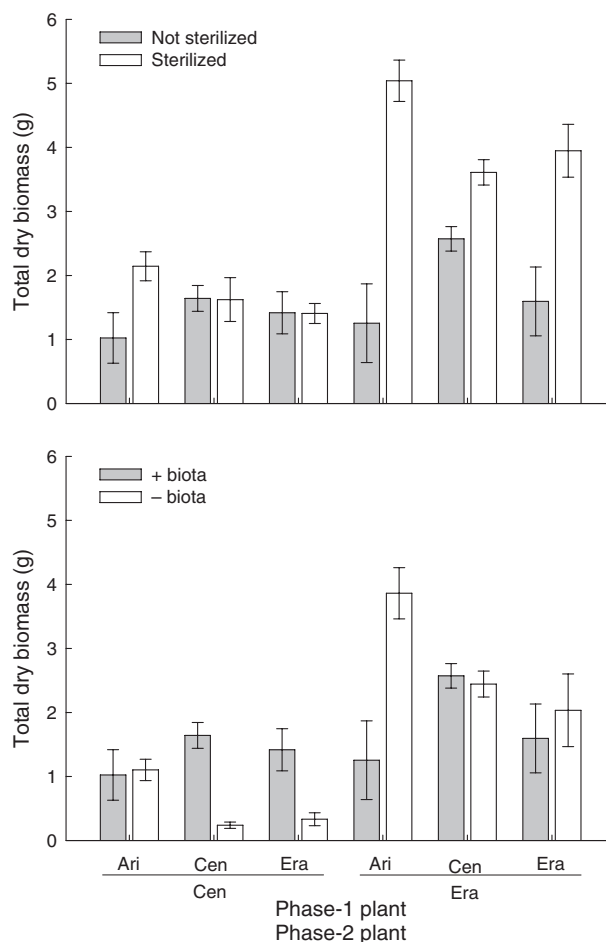 6
Not sterilized
Sterilized
5
4
3
2
1
0
Total dry biomass (g)
6
+ biota
– biota
5
4
3
2
1
0
Total dry biomass (g)
Ari Cen Era Ari Cen Era
Cen Era
Phase-1 plant
Phase-2 plant